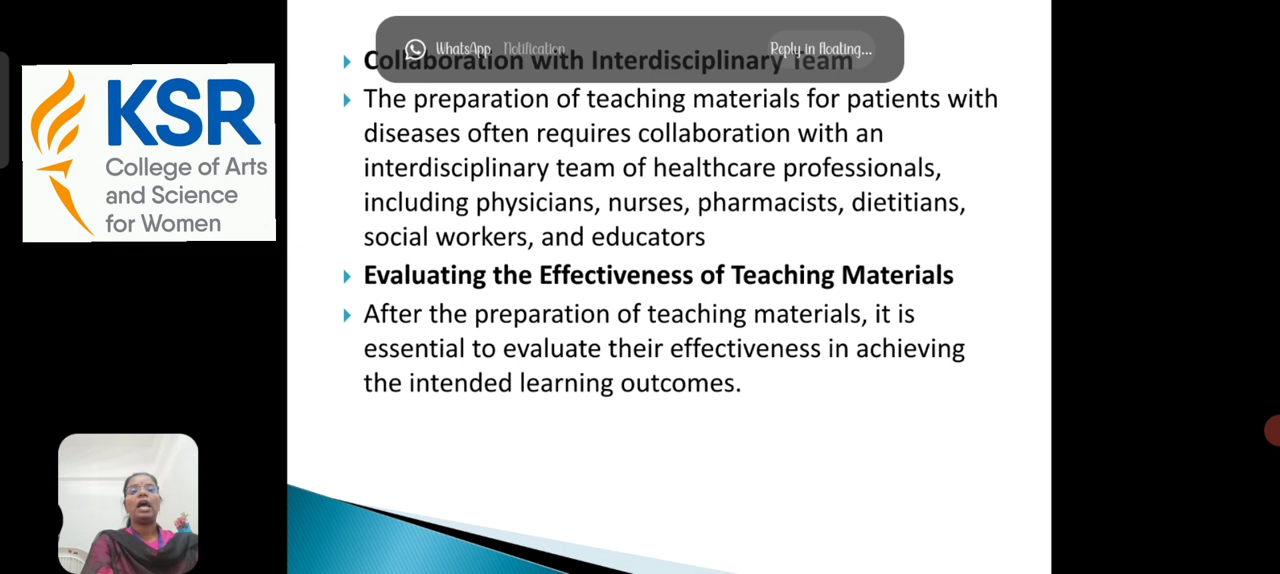 WhatsApp Notification Reply in floating...
Collaboration with Interdisciplinary Team
The preparation of teaching materials for patients with
diseases often requires collaboration with an
interdisciplinary team of healthcare professionals,
including physicians, nurses, pharmacists, dietitians,
social workers, and educators
Evaluating the Effectiveness of Teaching Materials
After the preparation of teaching materials, it is
essential to evaluate their effectiveness in achieving
the intended learning outcomes.
KSR
College of Arts
and Science
for Women